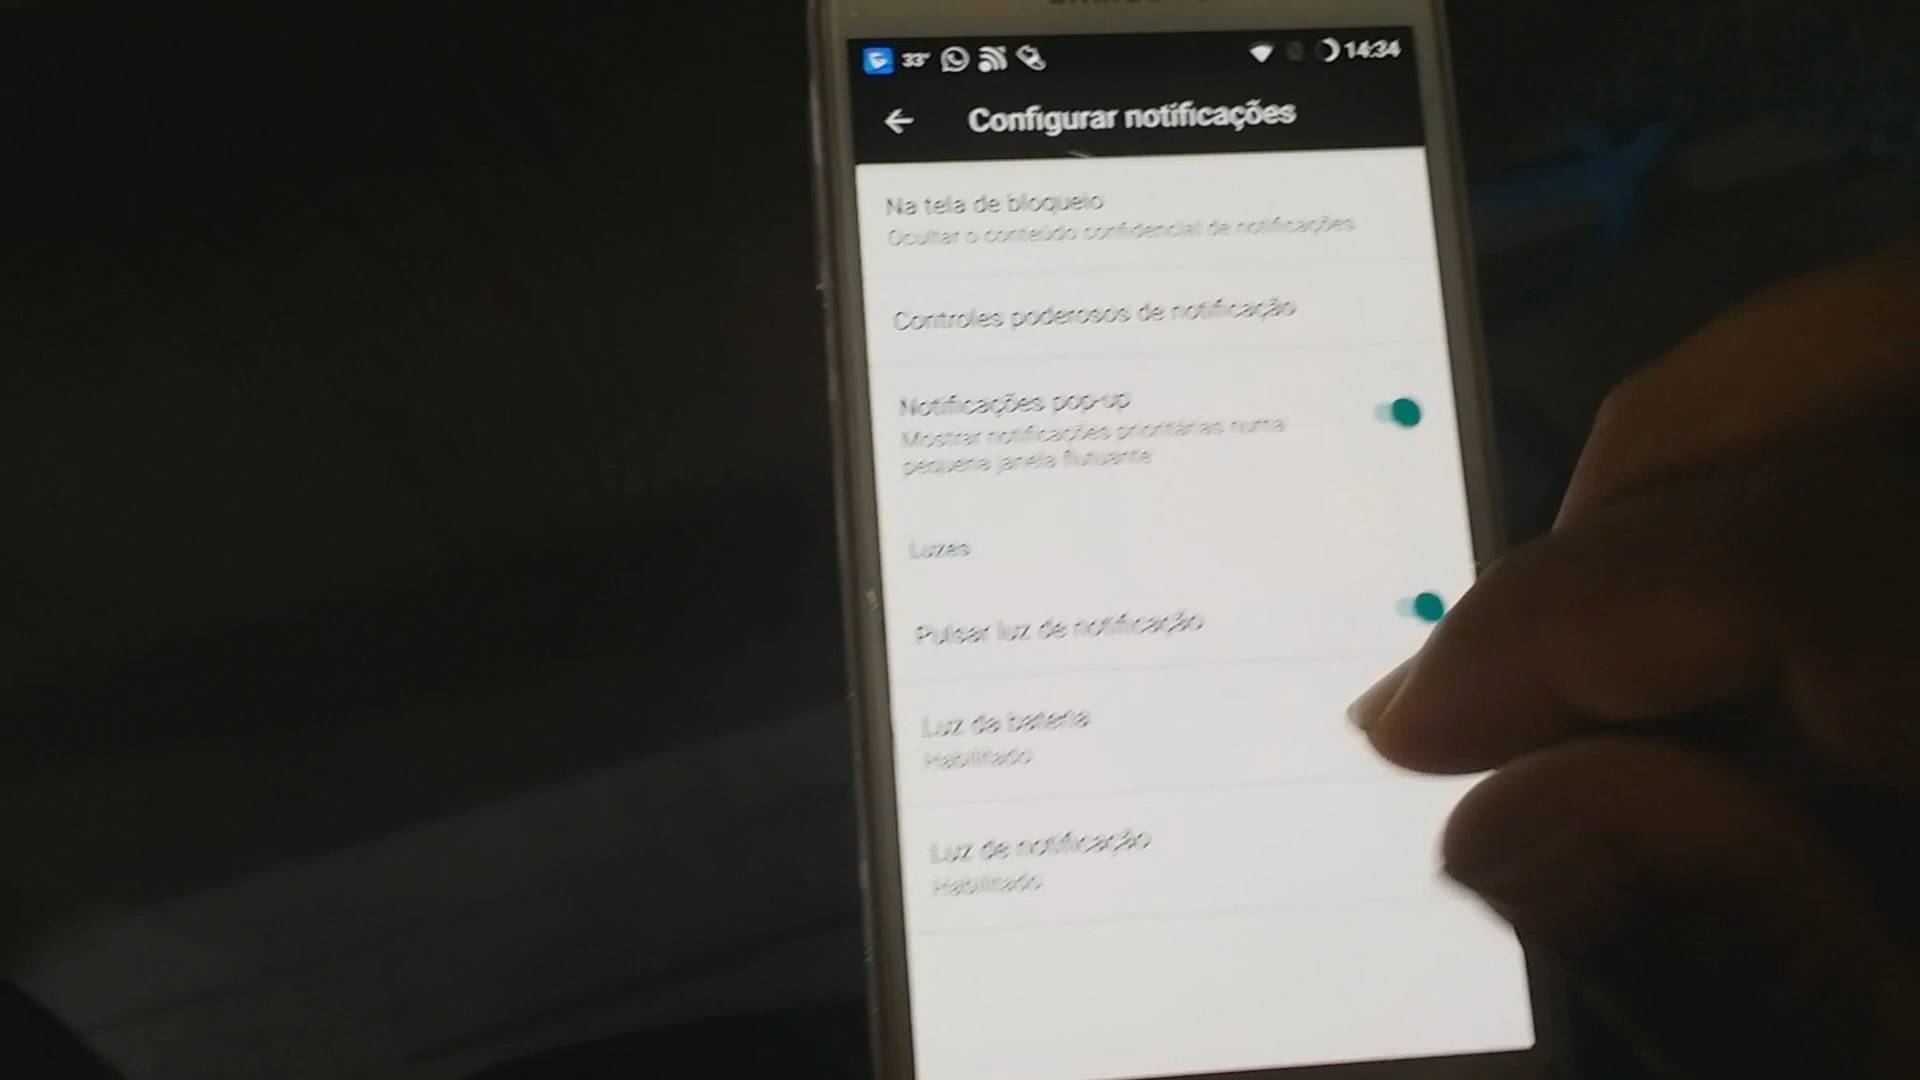 33° 14:34
Configurar notificações
Na tela de bloqueio
Ocultar o conteúdo confidencial de notificações
Controles poderosos de notificação
Notificações pop-up
Mostrar notificações prioritárias numa
pequena janela flutuante
Luzes
Pulsar luz de notificação
Luz da bateria
Habilitado
Luz de notificação
Habilitado